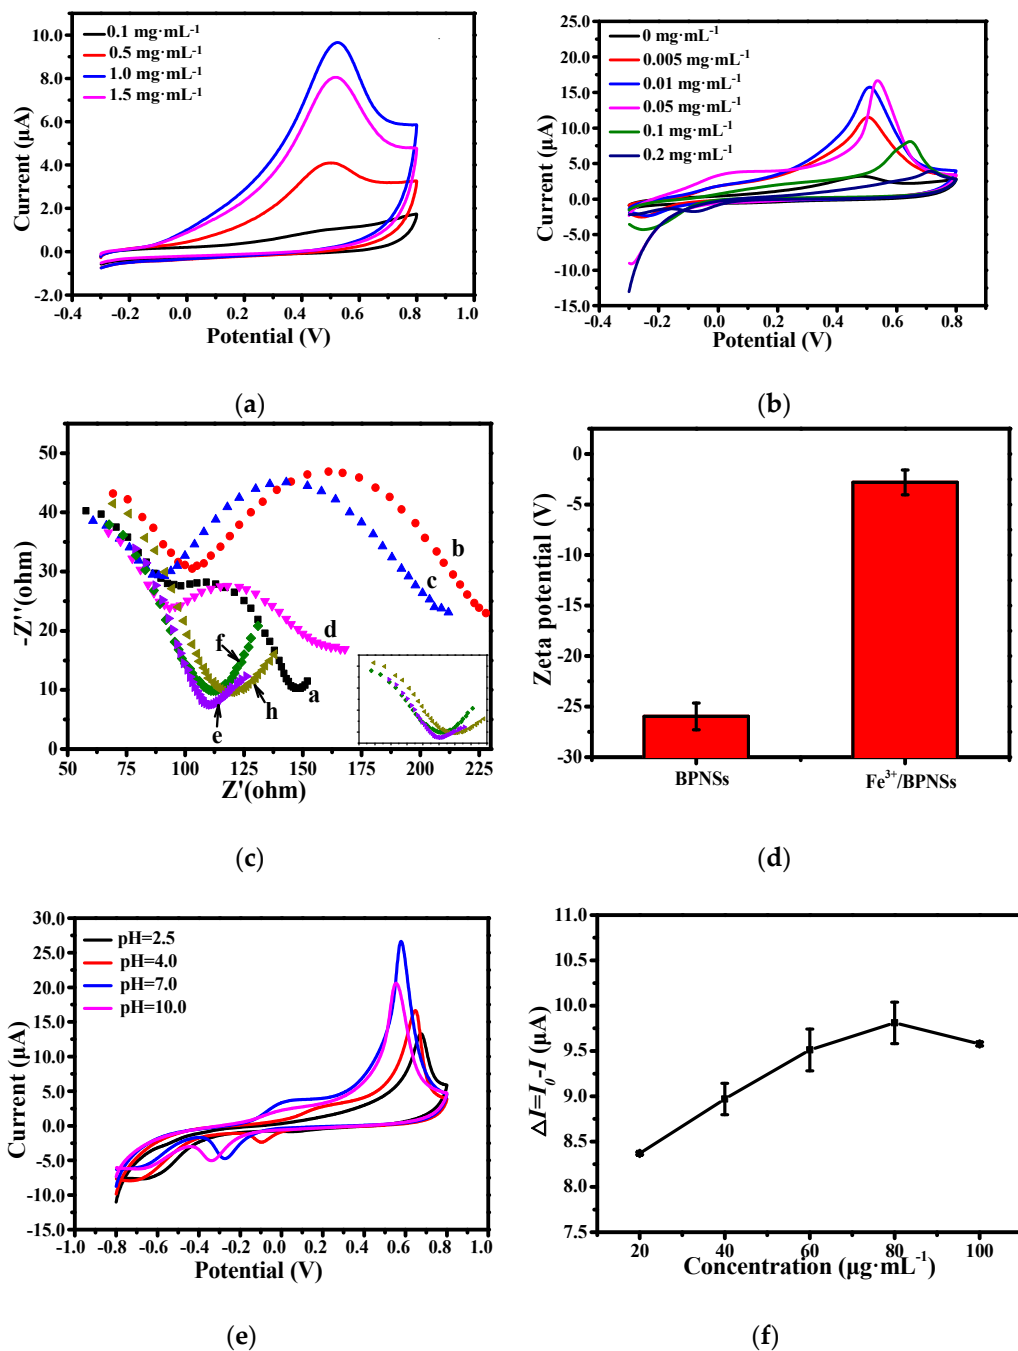 10.0
8.0
6.0
4.0
2.0
0.0
-2.0
Current (μA)
0.1 mg·mL-1
0.5 mg·mL-1
1.0 mg·mL-1
1.5 mg·mL-1
-0.4 -0.2 0.0 0.2 0.4 0.6 0.8 1.0
Potential (V)
(a)
25.0
20.0
15.0
10.0
5.0
0.0
-5.0
-10.0
-15.0
Current (μA)
0 mg·mL-1
0.005 mg·mL-1
0.01 mg·mL-1
0.05 mg·mL-1
0.1 mg·mL-1
0.2 mg·mL-1
-0.4 -0.2 0.0 0.2 0.4 0.6 0.8
Potential (V)
(b)
50
40
30
20
10
0
-Z''(ohm)
b
c
d
f
a
h
e
50 75 100 125 150 175 200 225
Z'(ohm)
(c)
0
-5
-10
-15
-20
-25
-30
Zeta potential (V)
BPNSs Fe3+/BPNSs
(d)
30.0
25.0
20.0
15.0
10.0
5.0
0.0
-5.0
-10.0
-15.0
Current (μA)
pH=2.5
pH=4.0
pH=7.0
pH=10.0
-1.0 -0.8 -0.6 -0.4 -0.2 0.0 0.2 0.4 0.6 0.8 1.0
Potential (V)
(e)
11.0
10.5
10.0
9.5
9.0
8.5
8.0
7.5
ΔI=I0-I (μA)
20 40 60 80 100
Concentration (μg·mL-1)
(f)